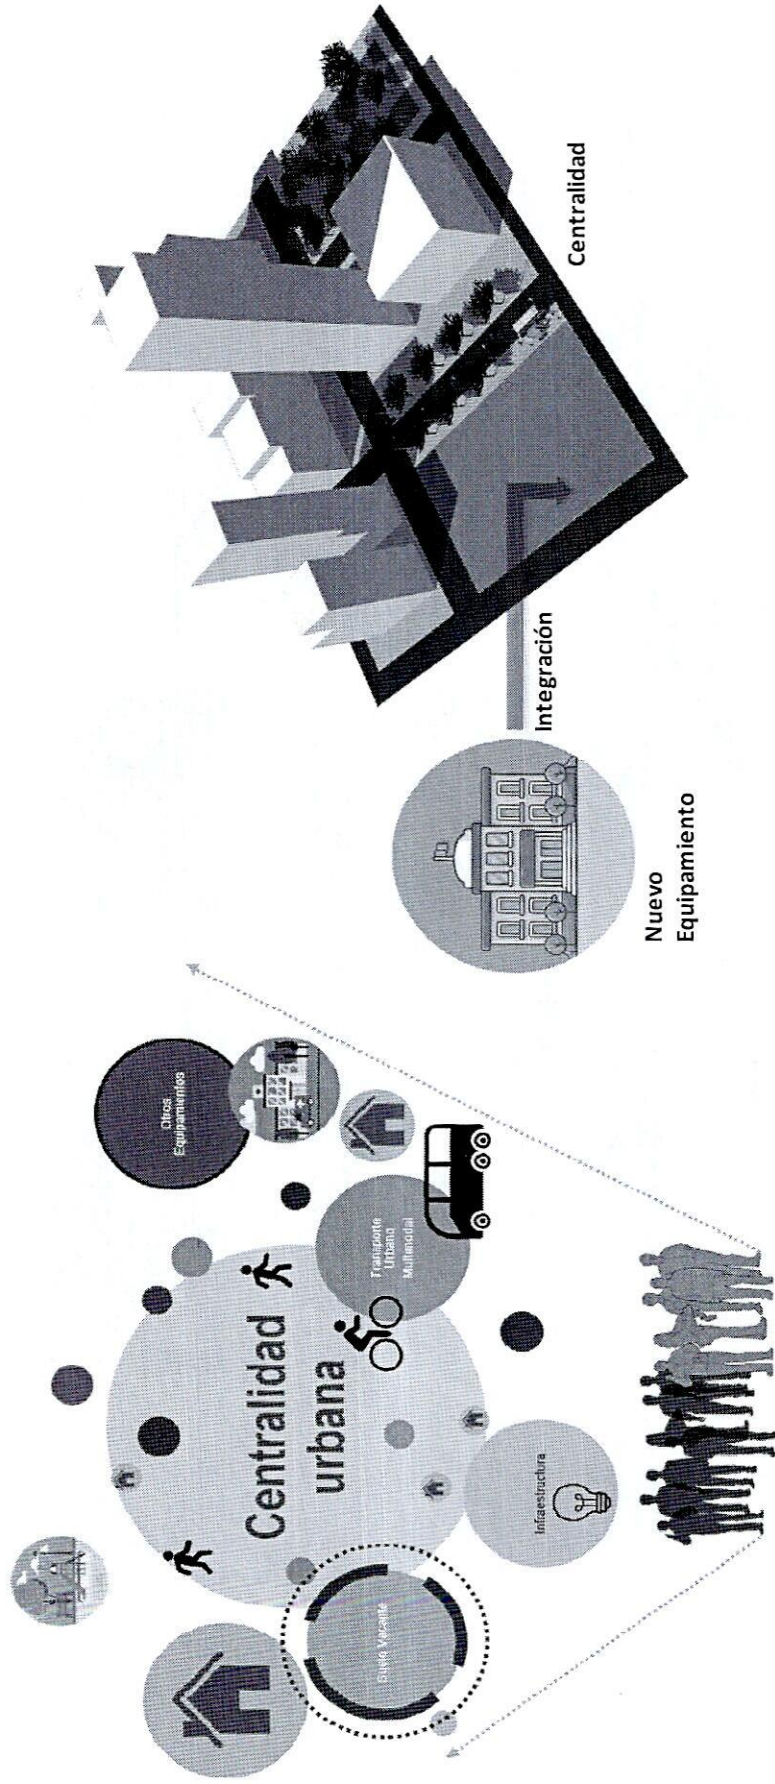 Otros
Equipamientos
Centralidad
urbana
Transporte
Urbano
Multimodal
Suelo Vacante
Infraestructura
Nuevo
Equipamiento
Integración
Centralidad